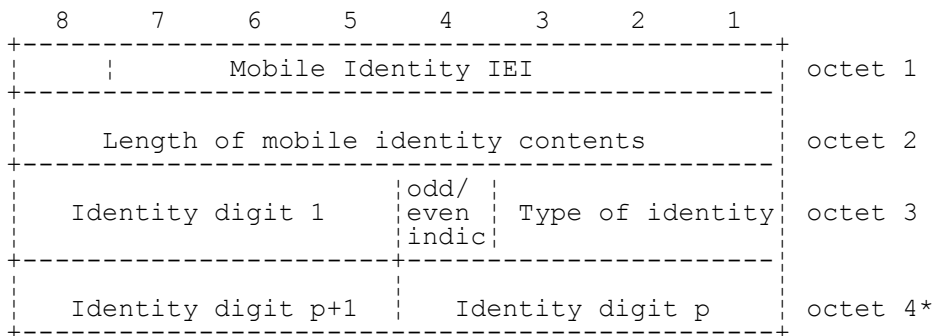 8 7 6 5 4 3 2 1
Mobile Identity IEI octet 1
Length of mobile identity contents octet 2
odd/
Identity digit 1 even Type of identity octet 3
indic
Identity digit p+1 Identity digit p octet 4*